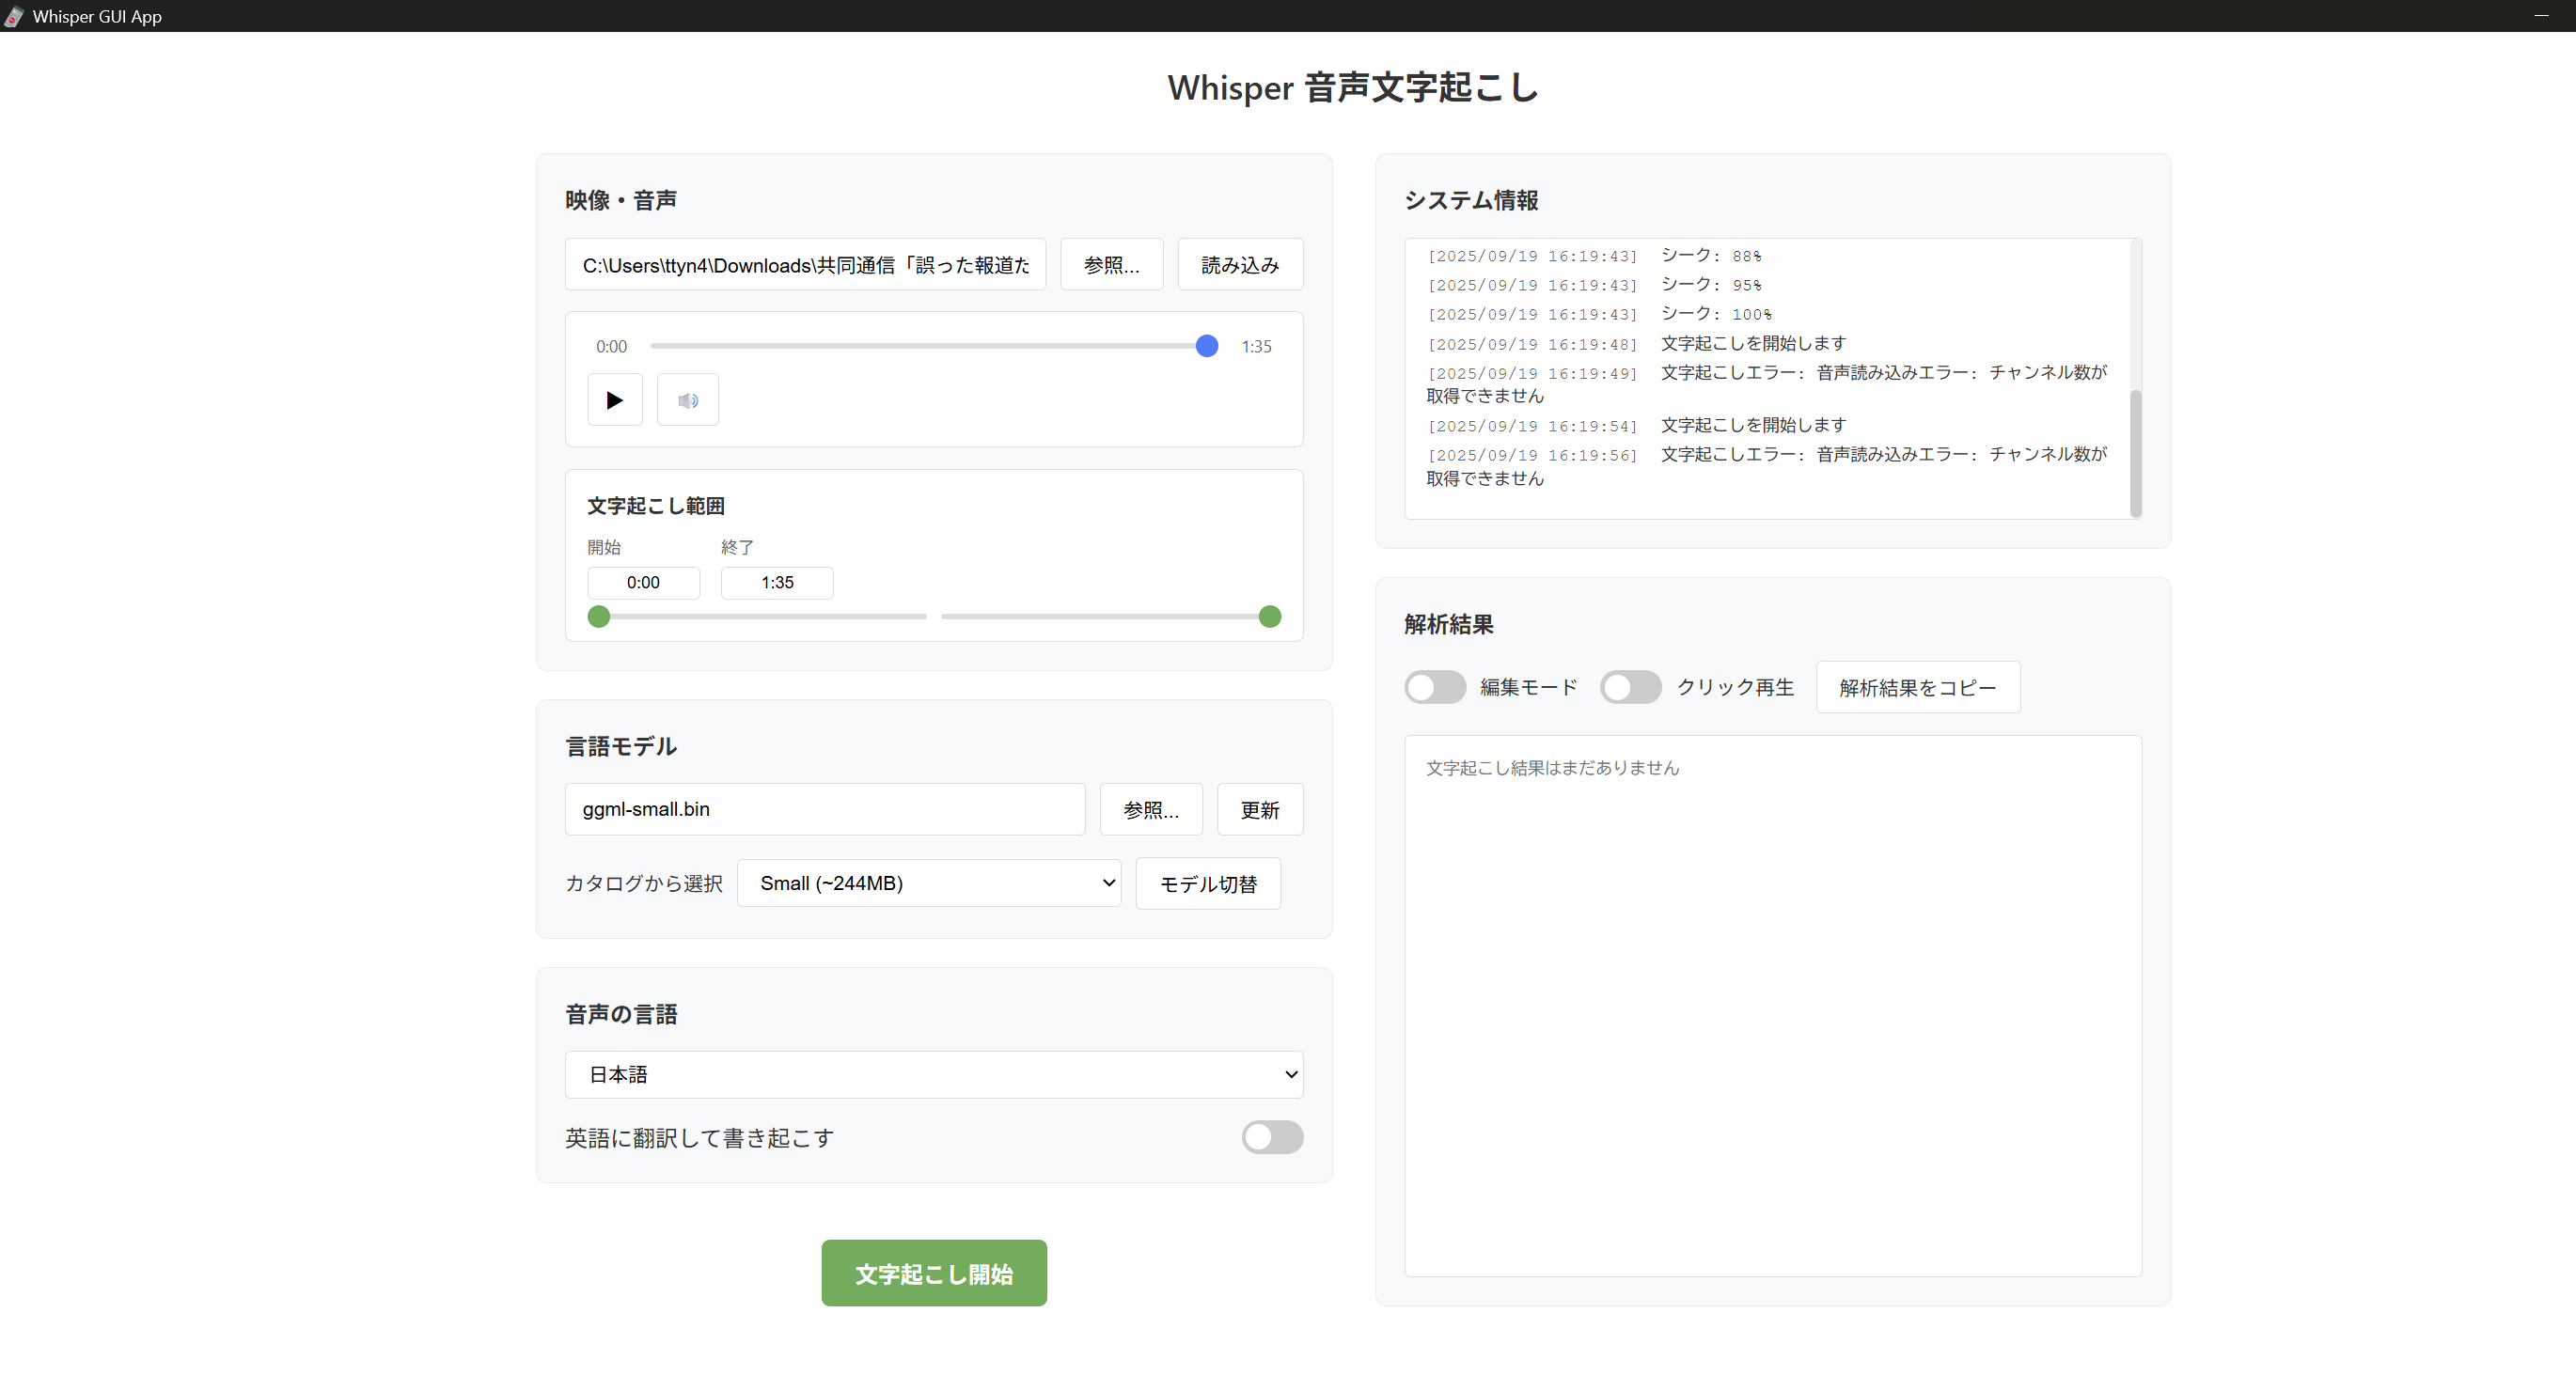 Whisper GUI App
Whisper 音声文字起こし
映像・音声
C:\Users\ttyn4\Downloads\共同通信「誤った報道た
参照...
読み込み
0:00
1:35
文字起こし範囲
開始
終了
0:00
1:35
言語モデル
ggml-small.bin
参照...
更新
カタログから選択
Small (~244MB)
モデル切替
音声の言語
日本語
英語に翻訳して書き起こす
文字起こし開始
システム情報
[2025/09/19 16:19:43] シーク: 88%
[2025/09/19 16:19:43] シーク: 95%
[2025/09/19 16:19:43] シーク: 100%
[2025/09/19 16:19:48] 文字起こしを開始します
[2025/09/19 16:19:49] 文字起こしエラー: 音声読み込みエラー: チャンネル数が
取得できません
[2025/09/19 16:19:54] 文字起こしを開始します
[2025/09/19 16:19:56] 文字起こしエラー: 音声読み込みエラー: チャンネル数が
取得できません
解析結果
編集モード
クリック再生
解析結果をコピー
文字起こし結果はまだありません